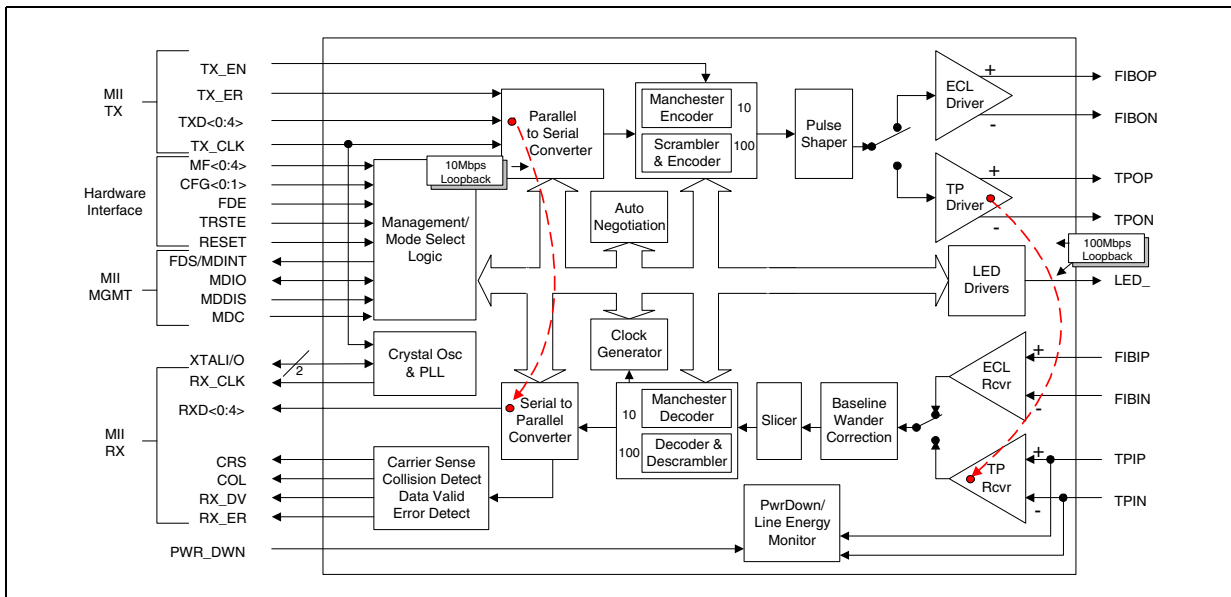 MII
TX
TX_EN
TX_ER
TXD<0:4>
TX_CLK
Hardware
Interface
MF<0:4>
CFG<0:1>
FDE
TRSTE
RESET
MII
MGMT
FDS/MDINT
MDIO
MDDIS
MDC
MII
RX
XTALI/O
2
RX_CLK
RXD<0:4>
CRS
COL
RX_DV
RX_ER
PWR_DWN
Parallel
to Serial
Converter
10Mbps
Loopback
Management/
Mode Select
Logic
Crystal Osc
& PLL
Serial to
Parallel
Converter
Carrier Sense
Collision Detect
Data Valid
Error Detect
Manchester
Encoder
10
Scrambler
& Encoder
100
Auto
Negotiation
Clock
Generator
10
Manchester
Decoder
100
Decoder &
Descrambler
Pulse
Shaper
Slicer
Baseline
Wander
Correction
PwrDown/
Line Energy
Monitor
+
ECL
Driver
-
+
TP
Driver
-
100Mbps
Loopback
LED
Drivers
+
ECL
Rcvr
-
+
TP
Rcvr
-
FIBOP
FIBON
TPOP
TPON
LED_
FIBIP
FIBIN
TPIP
TPIN